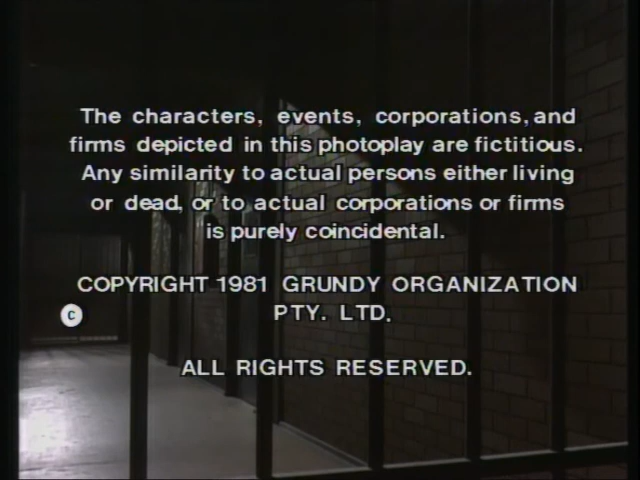 The characters, events, corporations, and
firms depicted in this photoplay are fictitious.
Any similarity to actual persons either living
or dead, or to actual corporations or firms
is purely coincidental.
COPYRIGHT 1981 GRUNDY ORGANIZATION
C PTY. LTD.
ALL RIGHTS RESERVED.